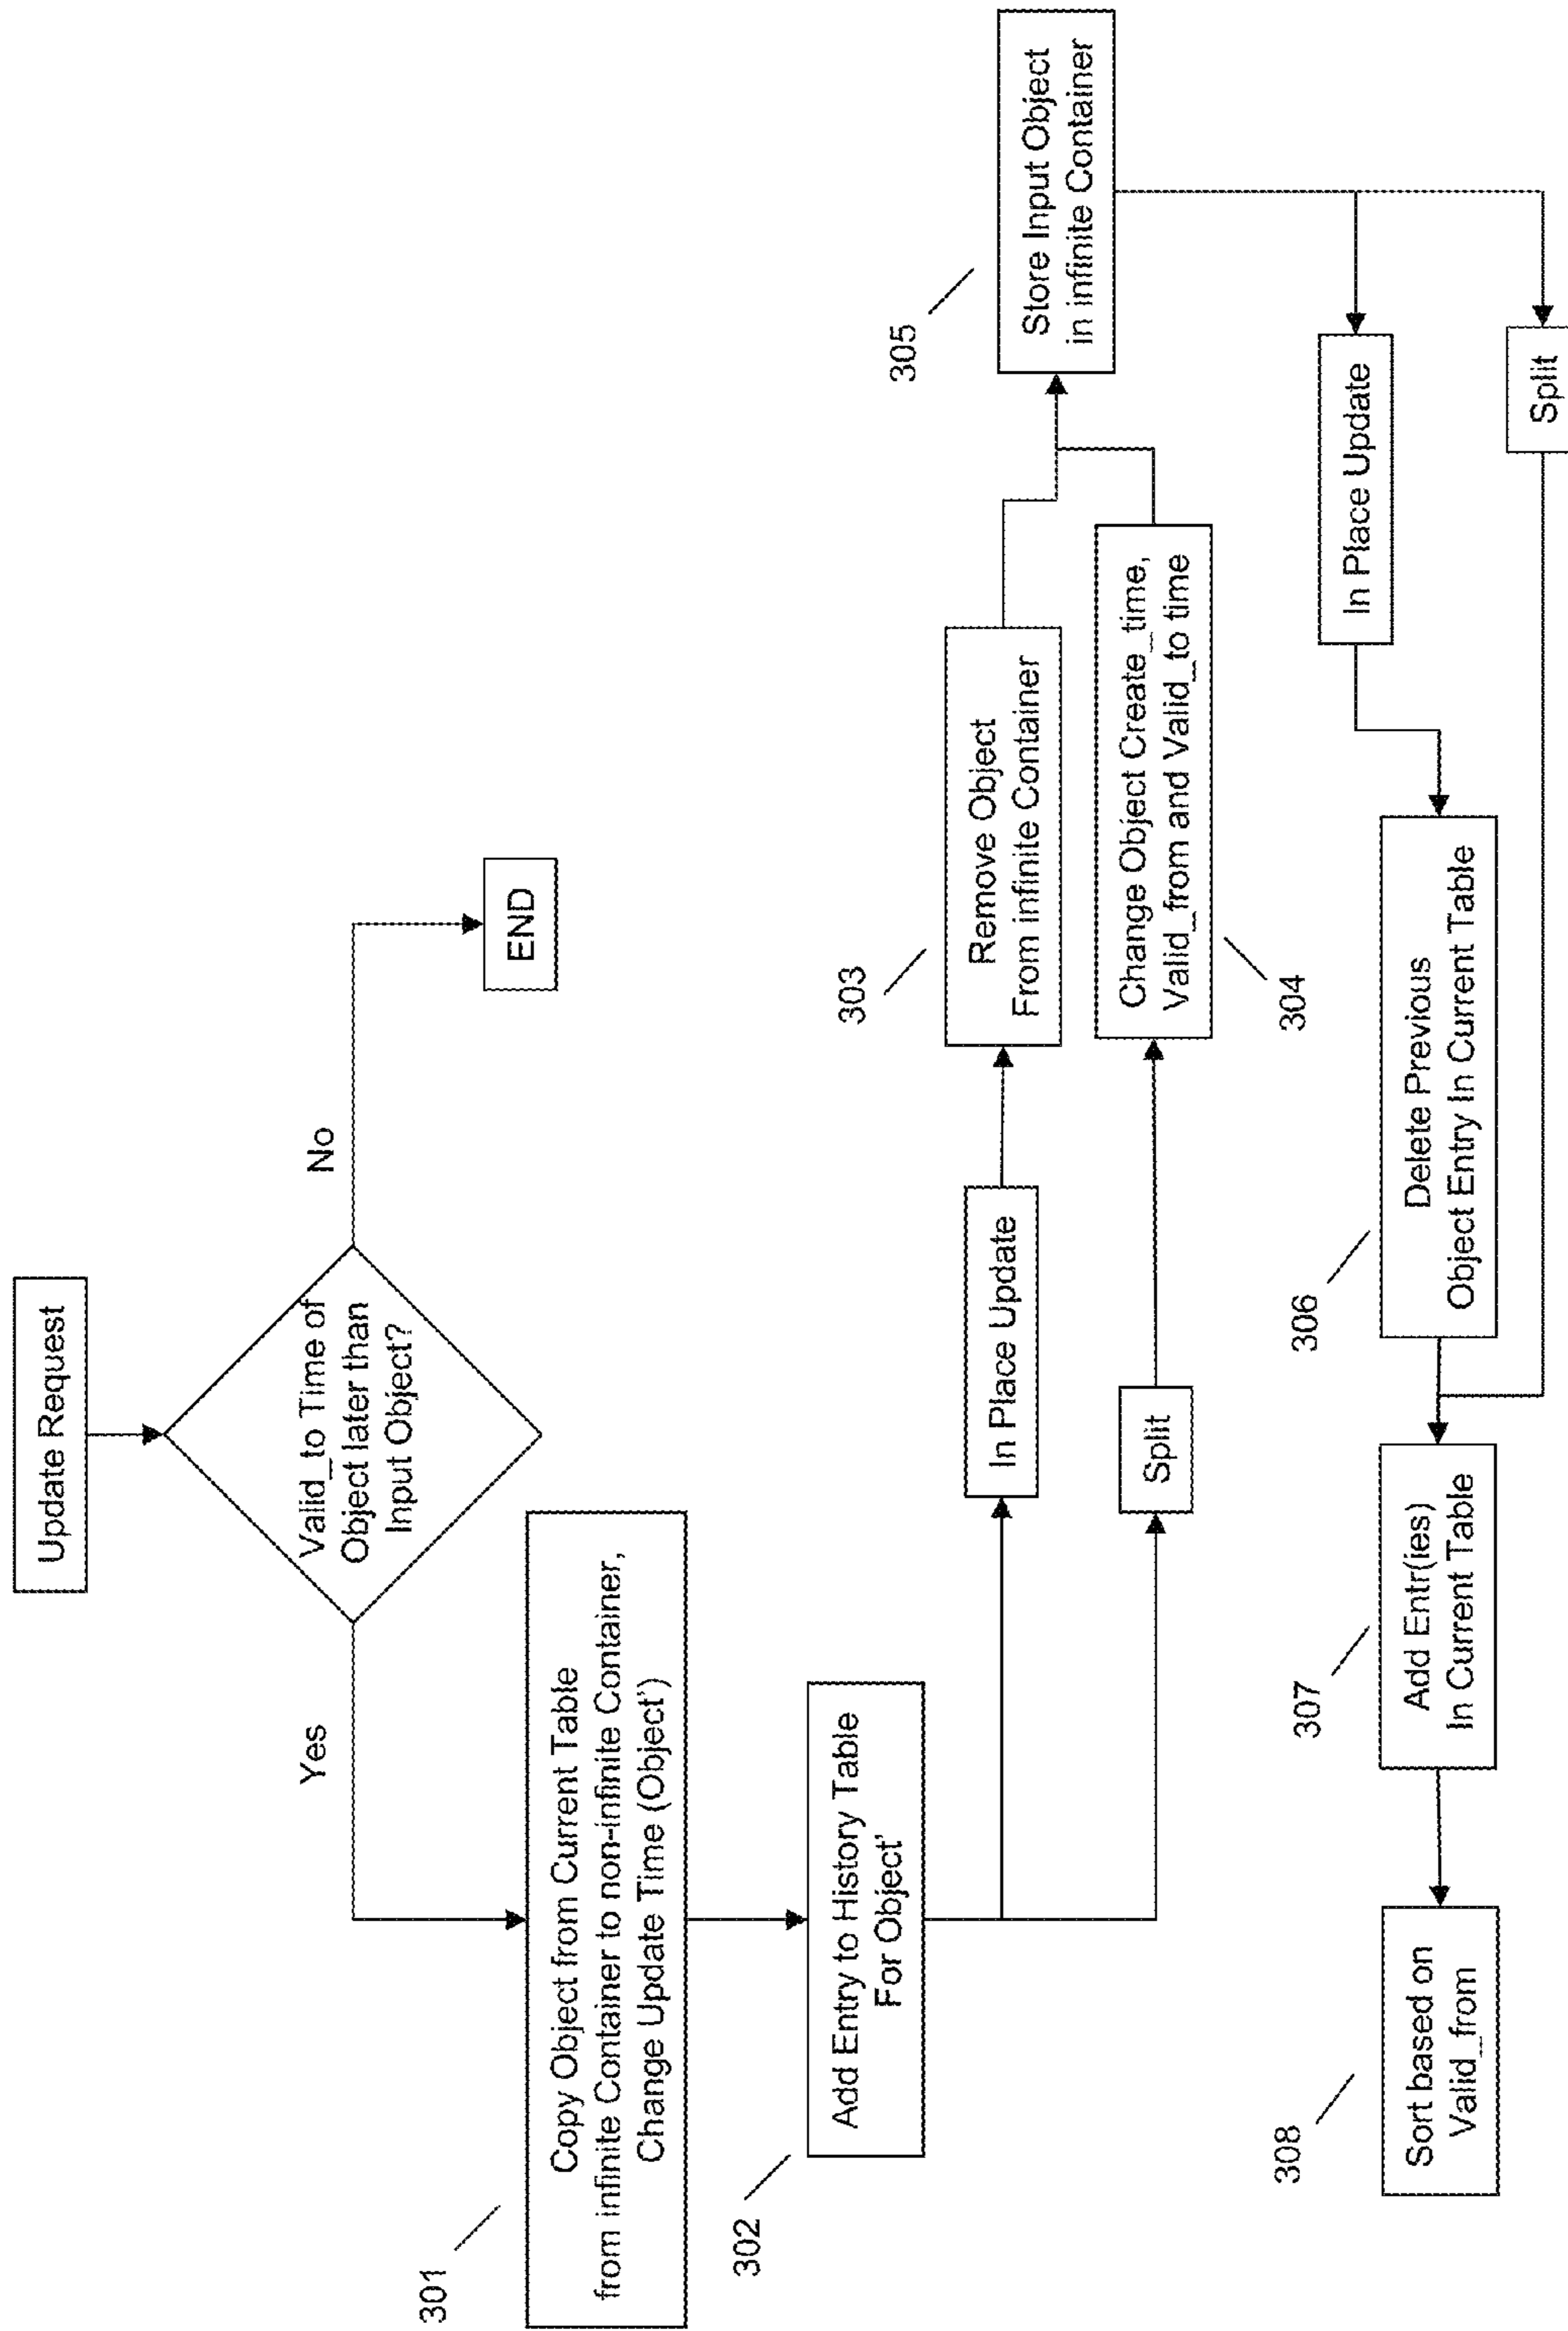 Update Request
Valid_to Time of
Object later than
Input Object?
No
END
Yes
301
Copy Object from Current Table
from infinite Container to non-infinite Container,
Change Update Time (Object')
302
Add Entry to History Table
For Object'
In Place Update
303
Remove Object
From infinite Container
Split
Change Object Create_time,
Valid_from and Valid_to time
304
305
Store Input Object
in infinite Container
In Place Update
Split
306
Delete Previous
Object Entry In Current Table
307
Add Entr(ies)
In Current Table
308
Sort based on
Valid_from